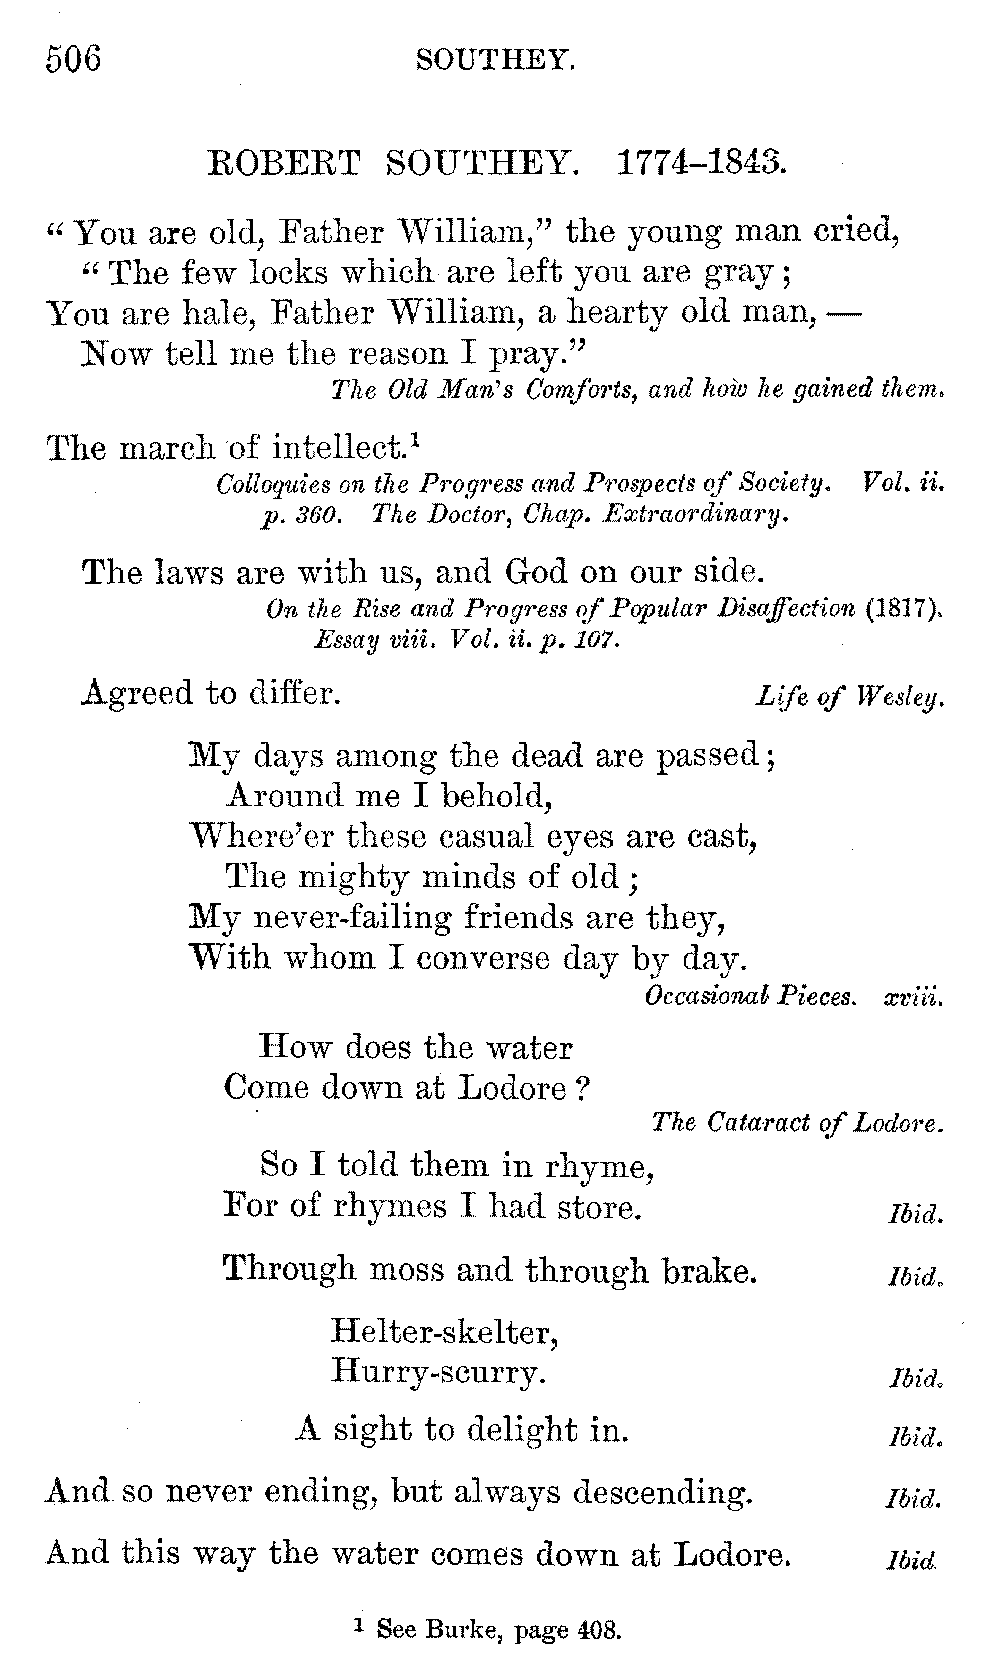 506 SOUTHEY.
ROBERT SOUTHEY. 1774–1843.
“ You are old, Father William,” the young man cried,
“ The few locks which are left you are gray ;
You are hale, Father William, a hearty old man, —
Now tell me the reason I pray.”
The Old Man's Comforts, and how he gained them.
The march of intellect.¹
Colloquies on the Progress and Prospects of Society. Vol. ii.
p. 360. The Doctor, Chap. Extraordinary.
The laws are with us, and God on our side.
On the Rise and Progress of Popular Disaffection (1817).
Essay viii. Vol. ii. p. 107.
Agreed to differ. Life of Wesley.
My days among the dead are passed ;
Around me I behold,
Where'er these casual eyes are cast,
The mighty minds of old ;
My never-failing friends are they,
With whom I converse day by day.
Occasional Pieces. xviii.
How does the water
Come down at Lodore ?
The Cataract of Lodore.
So I told them in rhyme,
For of rhymes I had store. Ibid.
Through moss and through brake. Ibid.
Helter-skelter,
Hurry-scurry. Ibid.
A sight to delight in. Ibid.
And so never ending, but always descending. Ibid.
And this way the water comes down at Lodore. Ibid.
¹ See Burke, page 408.